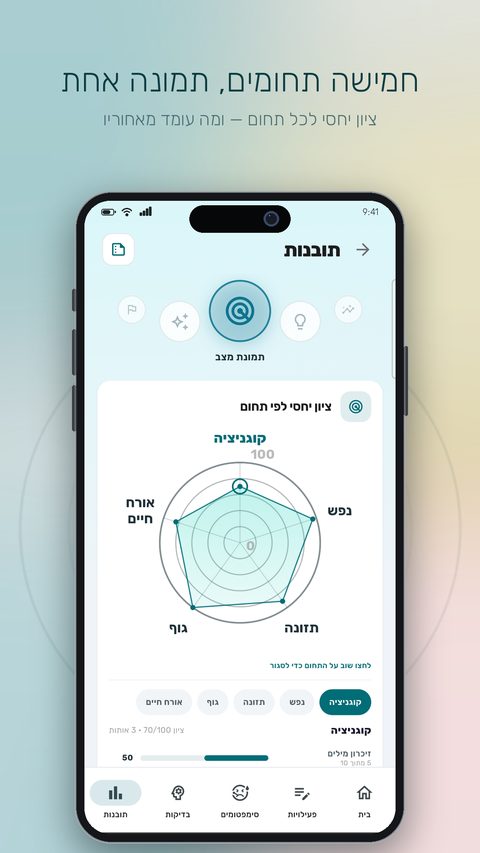 חמישה תחומים, תמונה אחת
ציון יחסי לכל תחום – ומה עומד מאחוריו
9:41
תובנות
תמונת מצב
ציון יחסי לפי תחום
קוגניציה
100
נפש
אורח
חיים
0
תזונה
גוף
לחצו שוב על התחום כדי לסגור
קוגניציה
נפש
תזונה
גוף
אורח חיים
קוגניציה
ציון 70/100 • 3 אותות
זיכרון מילים
50
5 מתוך 10
בית
פעילויות
סימפטומים
בדיקות
תובנות